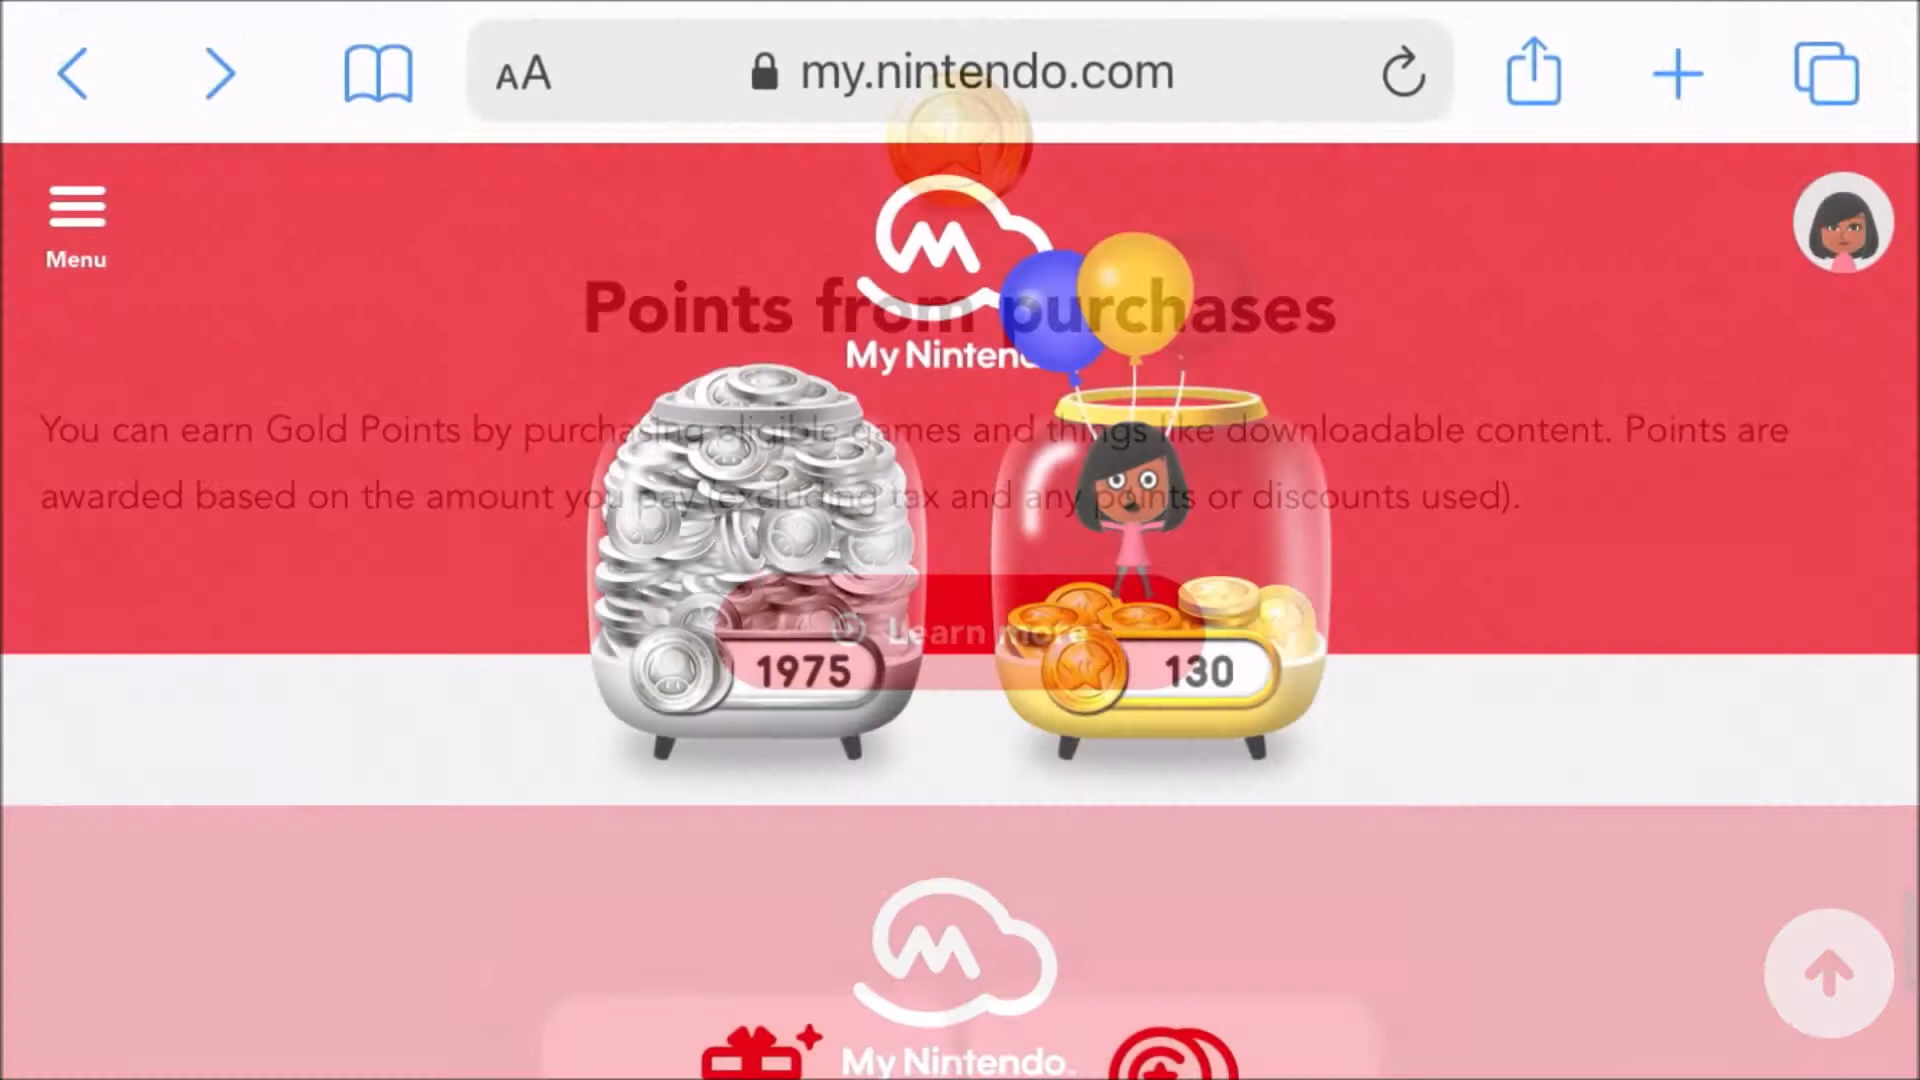 AA my.nintendo.com
Menu
Points from purchases
My Nintendo
You can earn Gold Points by purchasing eligible games and things like downloadable content. Points are
awarded based on the amount you pay (excluding tax and any points or discounts used).
Learn more
1975 130
My Nintendo